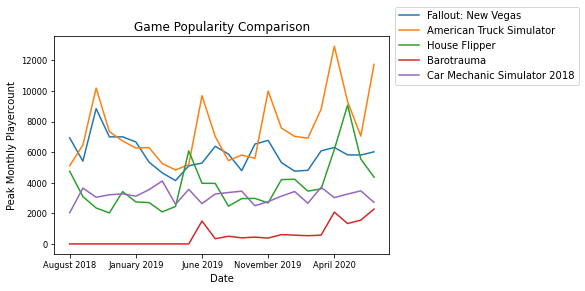 Game Popularity Comparison
Fallout: New Vegas
American Truck Simulator
House Flipper
Barotrauma
Car Mechanic Simulator 2018
Peak Monthly Playercount
12000
10000
8000
6000
4000
2000
0
August 2018 January 2019 June 2019 November 2019 April 2020
Date